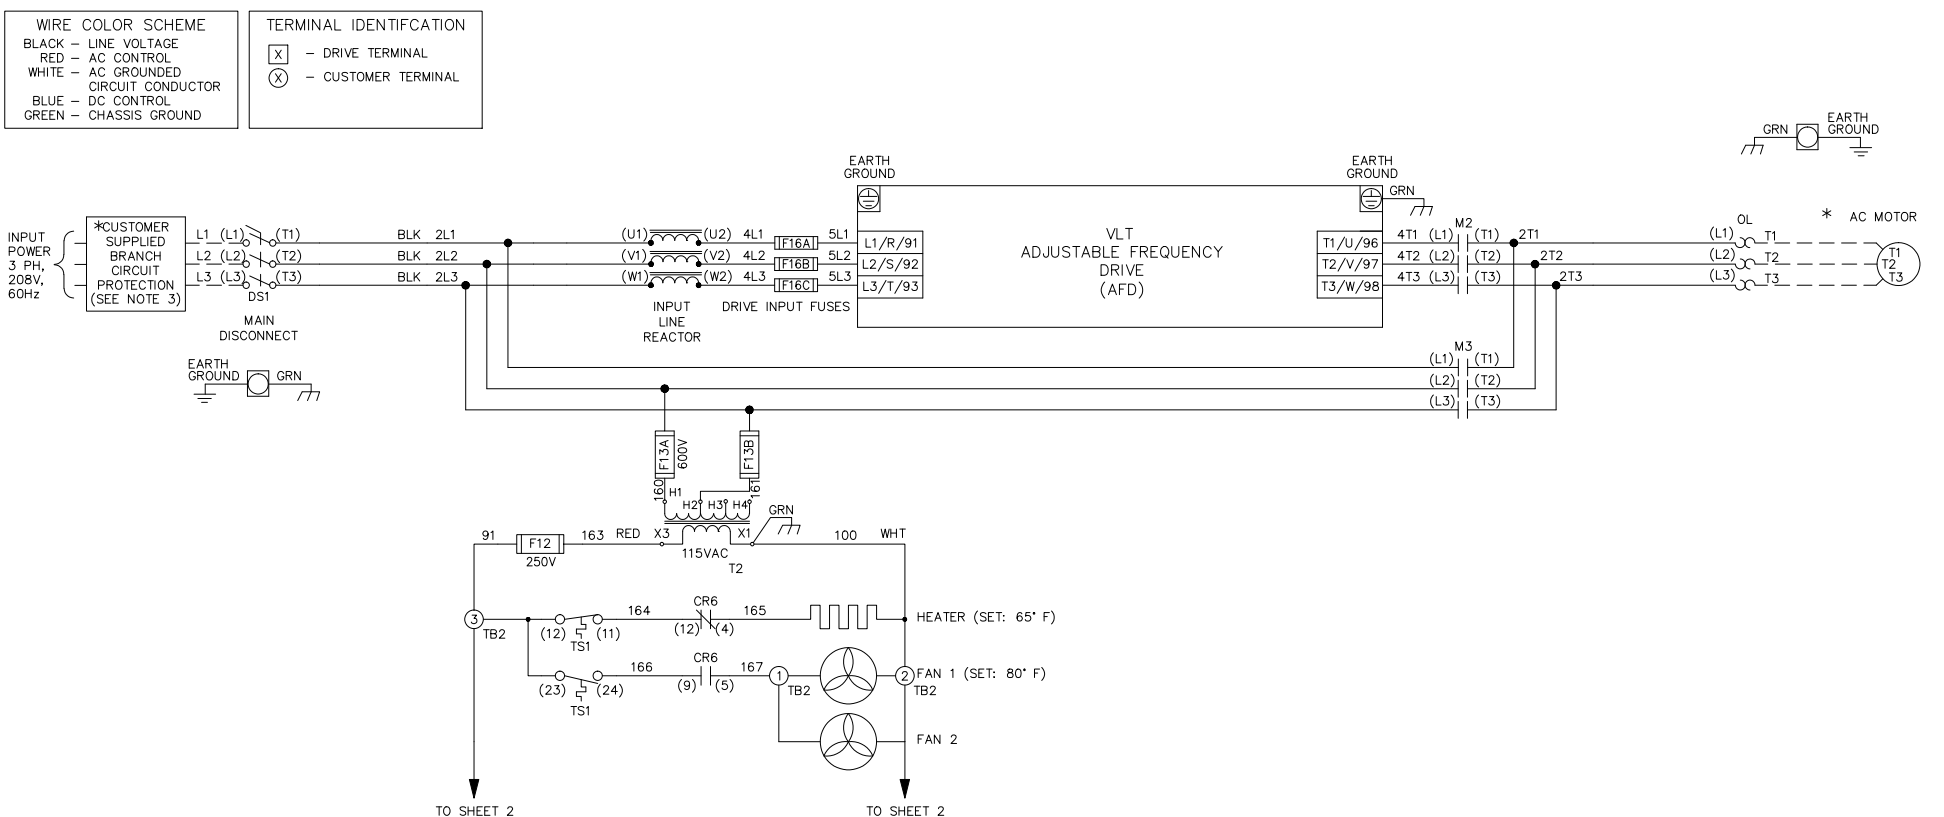 WIRE COLOR SCHEME
BLACK – LINE VOLTAGE
RED – AC CONTROL
WHITE – AC GROUNDED
CIRCUIT CONDUCTOR
BLUE – DC CONTROL
GREEN – CHASSIS GROUND
TERMINAL IDENTIFCATION
X – DRIVE TERMINAL
X – CUSTOMER TERMINAL
GRN
EARTH
GROUND
EARTH
GROUND
EARTH
GROUND
GRN
INPUT
POWER
3 PH,
208V,
60Hz
*CUSTOMER
SUPPLIED
BRANCH
CIRCUIT
PROTECTION
(SEE NOTE 3)
L1 (L1) (T1) BLK 2L1 (U1) (U2) 4L1 F16A 5L1 L1/R/91
L2 (L2) (T2) BLK 2L2 (V1) (V2) 4L2 F16B 5L2 L2/S/92
L3 (L3) (T3) BLK 2L3 (W1) (W2) 4L3 F16C 5L3 L3/T/93
DS1
MAIN
DISCONNECT
INPUT
LINE
REACTOR
DRIVE INPUT FUSES
VLT
ADJUSTABLE FREQUENCY
DRIVE
(AFD)
M2
OL
* AC MOTOR
T1/U/96 4T1 (L1) (T1) 2T1 (L1) T1 T1
T2/V/97 4T2 (L2) (T2) 2T2 (L2) T2 T2
T3/W/98 4T3 (L3) (T3) 2T3 (L3) T3 T3
EARTH
GROUND
GRN
M3
(L1) (T1)
(L2) (T2)
(L3) (T3)
F13A
600V
F13B
160
161
H1
H2 H3 H4
GRN
91 F12 163 RED X3 X1 100 WHT
250V
115VAC
T2
3
TB2
(12) (11)
TS1
164
CR6
(12) (4)
165
HEATER (SET: 65° F)
(23) (24)
TS1
166
CR6
(9) (5)
167
1
TB2
2
TB2
FAN 1 (SET: 80° F)
FAN 2
TO SHEET 2
TO SHEET 2